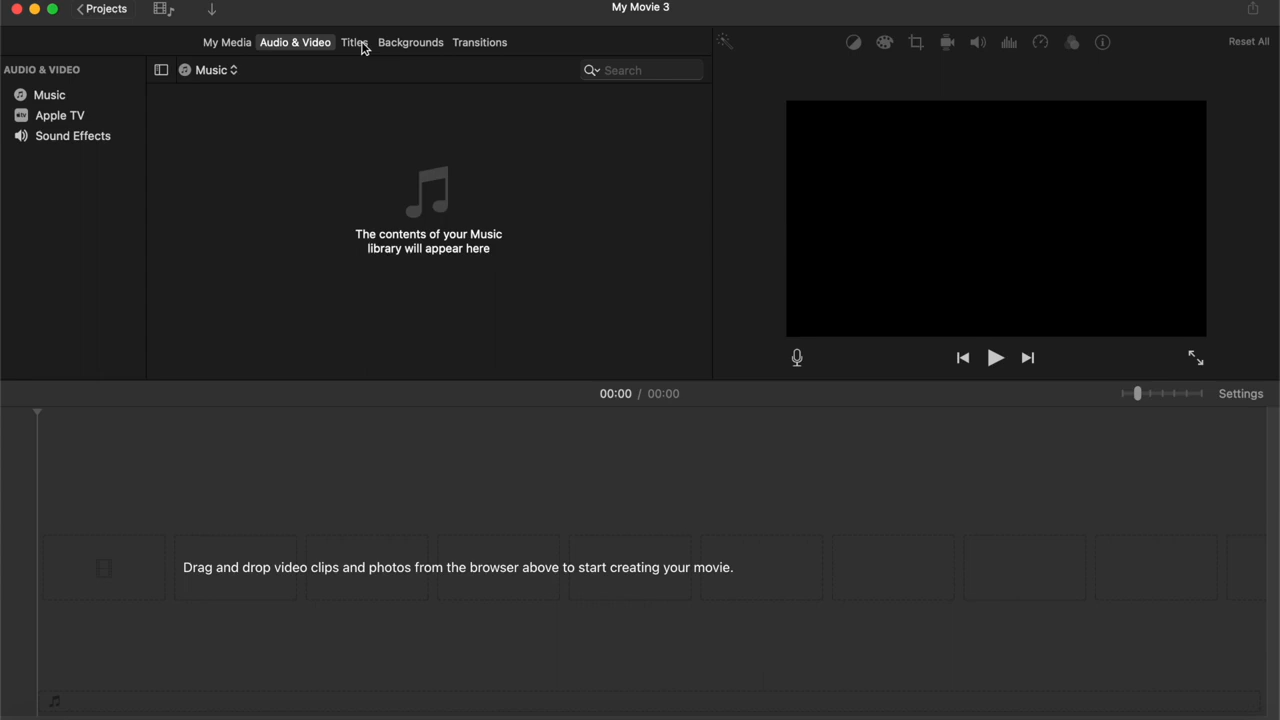 Projects
My Movie 3
My Media Audio & Video Titles Backgrounds Transitions
Reset All
AUDIO & VIDEO
Music
Search
Music
Apple TV
Sound Effects
The contents of your Music
library will appear here
00:00 / 00:00
Settings
Drag and drop video clips and photos from the browser above to start creating your movie.